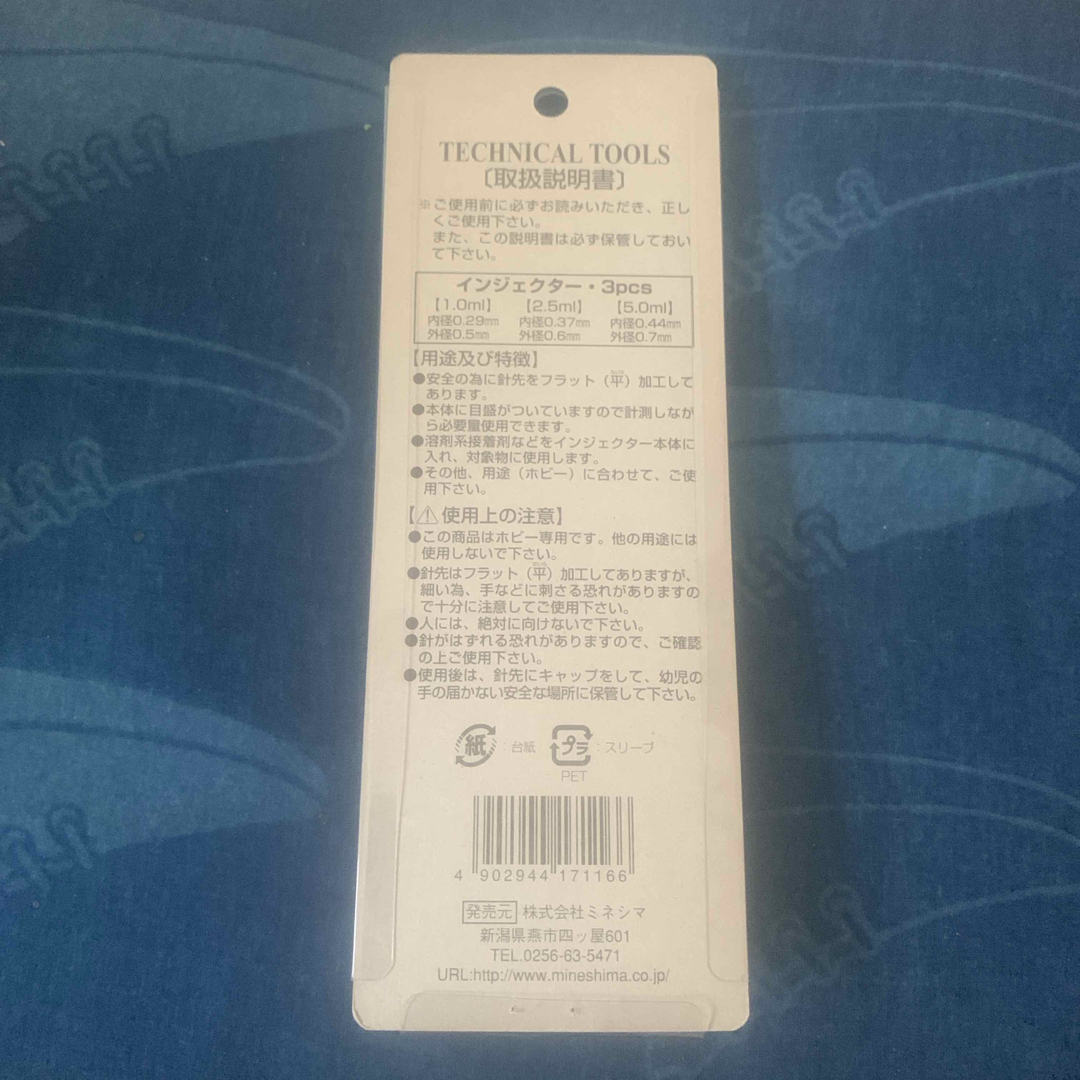 TECHNICAL TOOLS
〔取扱説明書〕
※ご使用前に必ずお読みいただき、正し
くご使用下さい。
また、この説明書は必ず保管しておい
て下さい。
インジェクター・3pcs
【1.0ml】 【2.5ml】 【5.0ml】
内径0.29㎜ 内径0.37㎜ 内径0.44㎜
外径0.5㎜ 外径0.6㎜ 外径0.7㎜
【用途及び特徴】
●安全の為に針先をフラット（平）加工して
あります。
●本体に目盛がついていますので計測しなが
ら必要量使用できます。
●溶剤系接着剤などをインジェクター本体に
入れ、対象物に使用します。
●その他、用途（ホビー）に合わせて、ご使
用下さい。
【⚠使用上の注意】
●この商品はホビー専用です。他の用途には
使用しないで下さい。
●針先はフラット（平）加工してありますが、
細い為、手などに刺さる恐れがありますの
で十分に注意してご使用下さい。
●人には、絶対に向けないで下さい。
●針がはずれる恐れがありますので、ご確認
の上ご使用下さい。
●使用後は、針先にキャップをして、幼児の
手の届かない安全な場所に保管して下さい。
紙：台紙 プラ：スリーブ
PET
4 902944 171166
発売元 株式会社ミネシマ
新潟県燕市四ッ屋601
TEL.0256-63-5471
URL:http://www.mineshima.co.jp/